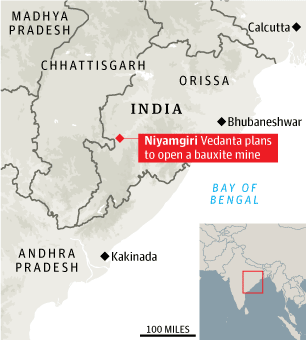 MADHYA
PRADESH
Calcutta
CHHATTISGARH
ORISSA
INDIA
Bhubaneshwar
Niyamgiri Vedanta plans
to open a bauxite mine
BAY OF
BENGAL
ANDHRA
PRADESH
Kakinada
100 MILES